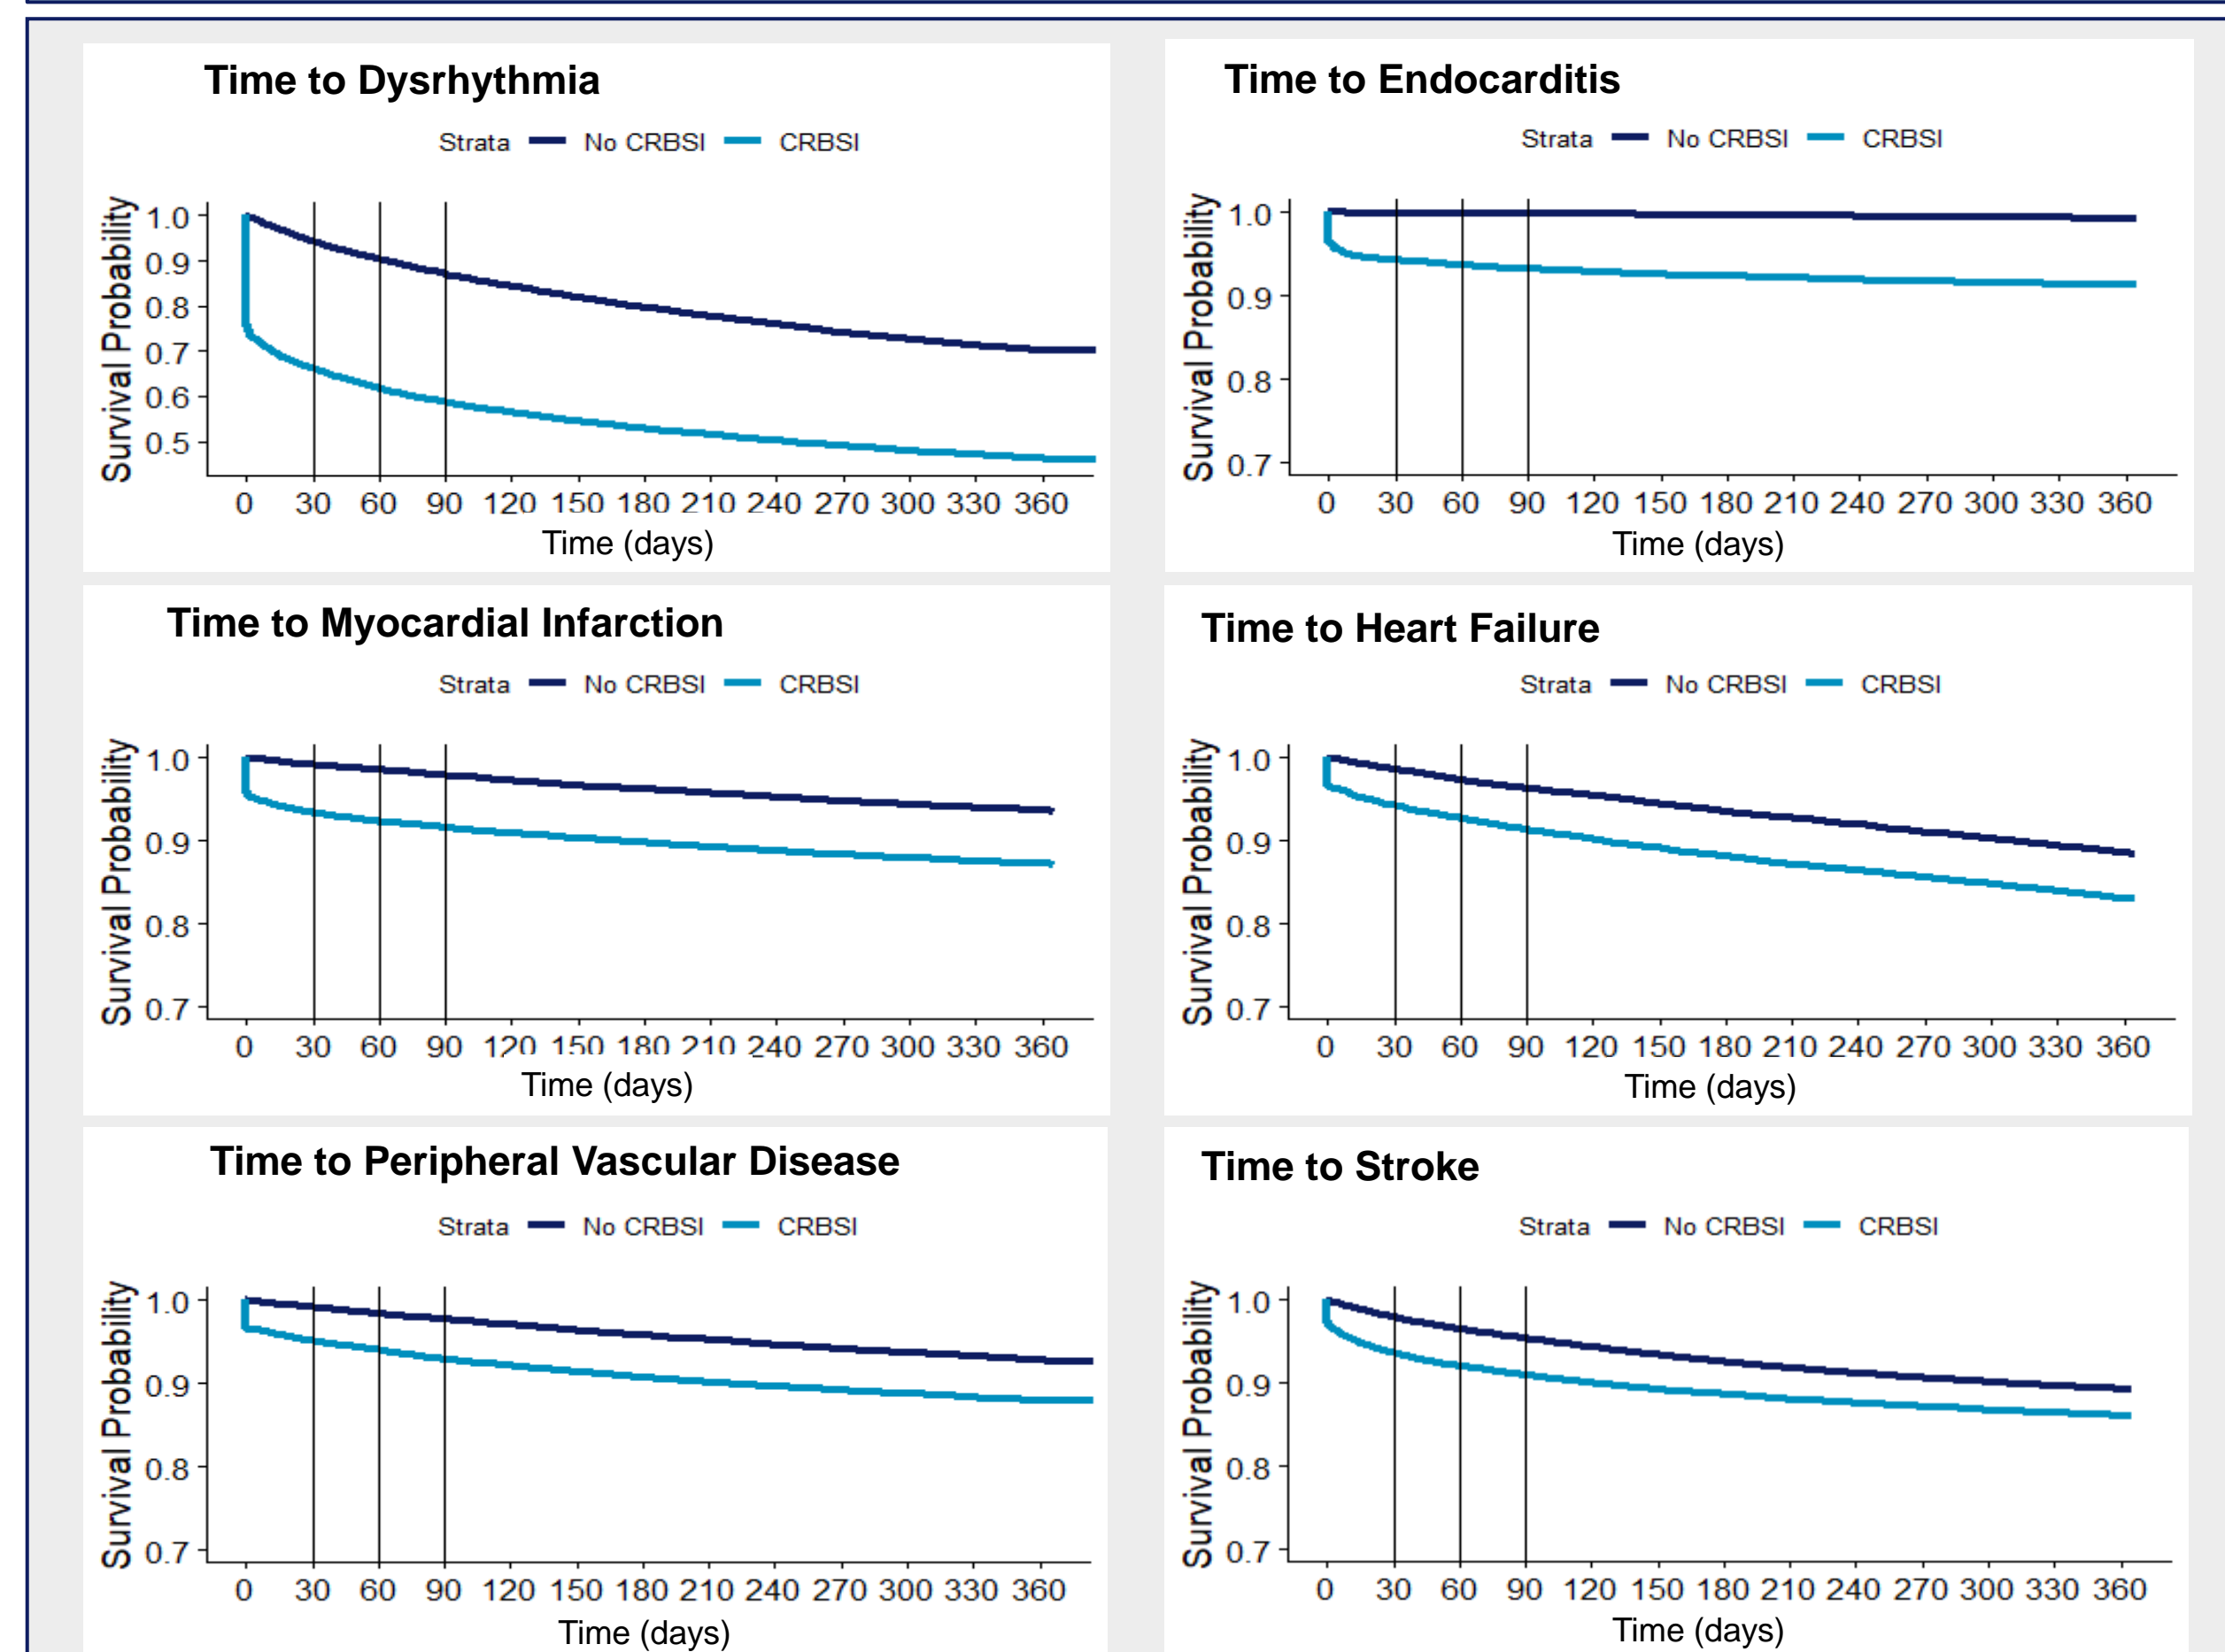 Time to Dysrhythmia
Strata No CRBSI CRBSI
Survival Probability
1.0
0.9
0.8
0.7
0.6
0.5
0 30 60 90 120 150 180 210 240 270 300 330 360
Time (days)
Time to Endocarditis
Strata No CRBSI CRBSI
Survival Probability
1.0
0.9
0.8
0.7
0 30 60 90 120 150 180 210 240 270 300 330 360
Time (days)
Time to Myocardial Infarction
Strata No CRBSI CRBSI
Survival Probability
1.0
0.9
0.8
0.7
0 30 60 90 120 150 180 210 240 270 300 330 360
Time (days)
Time to Heart Failure
Strata No CRBSI CRBSI
Survival Probability
1.0
0.9
0.8
0.7
0 30 60 90 120 150 180 210 240 270 300 330 360
Time (days)
Time to Peripheral Vascular Disease
Strata No CRBSI CRBSI
Survival Probability
1.0
0.9
0.8
0.7
0 30 60 90 120 150 180 210 240 270 300 330 360
Time (days)
Time to Stroke
Strata No CRBSI CRBSI
Survival Probability
1.0
0.9
0.8
0.7
0 30 60 90 120 150 180 210 240 270 300 330 360
Time (days)